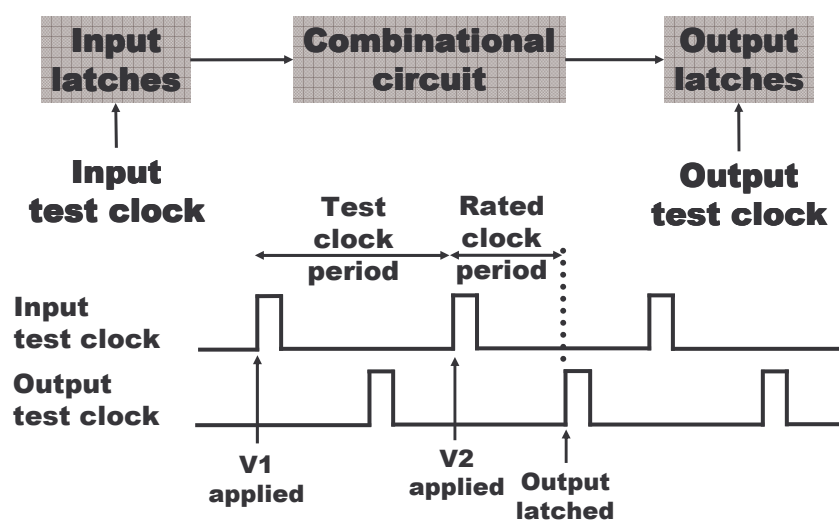 Input
latches
Combinational
circuit
Output
latches
Input
test clock
Output
test clock
Test
clock
period
Rated
clock
period
Input
test clock
Output
test clock
V1
applied
V2
applied
Output
latched